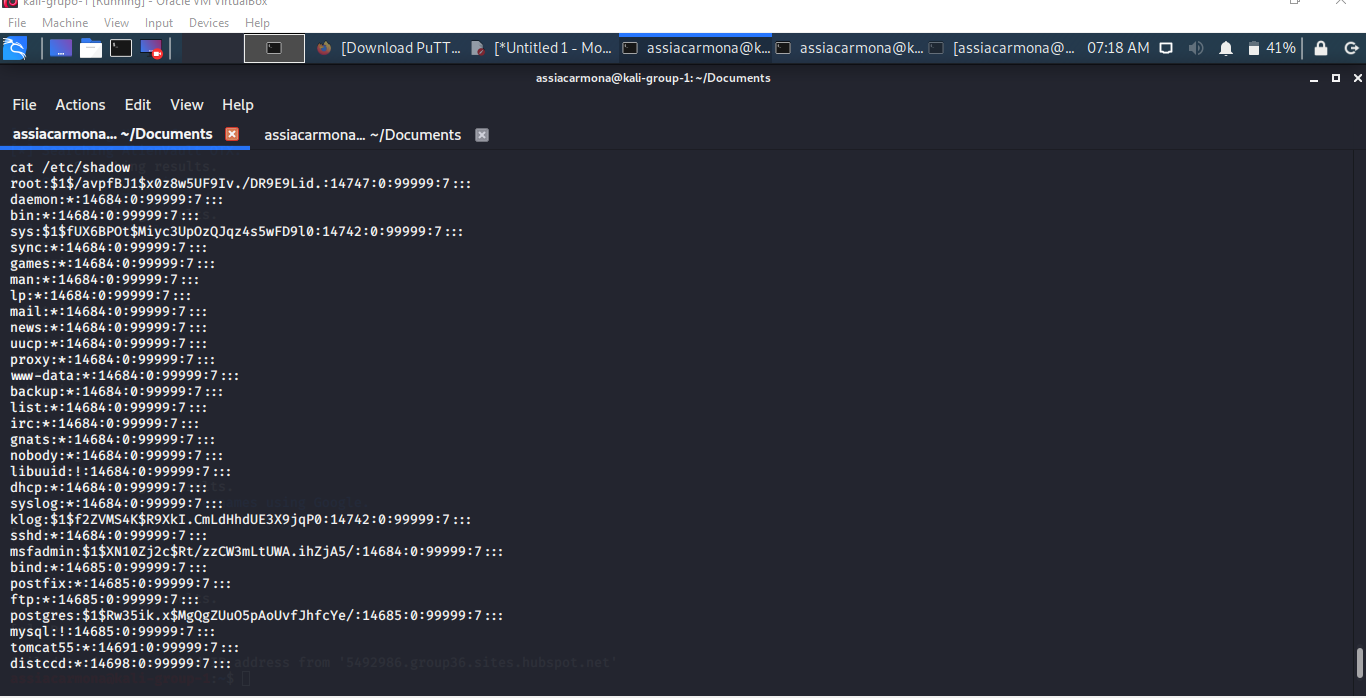 kali-grupo-1 [Running] - Oracle VM VirtualBox
File Machine View Input Devices Help
[Download PuTT... [*Untitled 1 - Mo... assiacarmona@k... assiacarmona@k... [assiacarmona@... 07:18 AM 41%
assiacarmona@kali-group-1: ~/Documents
File Actions Edit View Help
assiacarmona... ~/Documents assiacarmona... ~/Documents
cat /etc/shadow
root:$1$/avpfBJ1$x0z8w5UF9Iv./DR9E9Lid.:14747:0:99999:7:::
daemon:*:14684:0:99999:7:::
bin:*:14684:0:99999:7:::
sys:$1$fUX6BPOt$Miyc3UpOzQJqz4s5wFD9l0:14742:0:99999:7:::
sync:*:14684:0:99999:7:::
games:*:14684:0:99999:7:::
man:*:14684:0:99999:7:::
lp:*:14684:0:99999:7:::
mail:*:14684:0:99999:7:::
news:*:14684:0:99999:7:::
uucp:*:14684:0:99999:7:::
proxy:*:14684:0:99999:7:::
www-data:*:14684:0:99999:7:::
backup:*:14684:0:99999:7:::
list:*:14684:0:99999:7:::
irc:*:14684:0:99999:7:::
gnats:*:14684:0:99999:7:::
nobody:*:14684:0:99999:7:::
libuuid:!:14684:0:99999:7:::
dhcp:*:14684:0:99999:7:::
syslog:*:14684:0:99999:7:::
klog:$1$f2ZVMS4K$R9XkI.CmLdHhdUE3X9jqP0:14742:0:99999:7:::
sshd:*:14684:0:99999:7:::
msfadmin:$1$XN10Zj2c$Rt/zzCW3mLtUWA.ihZjA5/:14684:0:99999:7:::
bind:*:14685:0:99999:7:::
postfix:*:14685:0:99999:7:::
ftp:*:14685:0:99999:7:::
postgres:$1$Rw35ik.x$MgQgZUuO5pAoUvfJhfcYe/:14685:0:99999:7:::
mysql:!:14685:0:99999:7:::
tomcat55:*:14691:0:99999:7:::
distccd:*:14698:0:99999:7::: address from '5492986.group36.sites.hubspot.net'